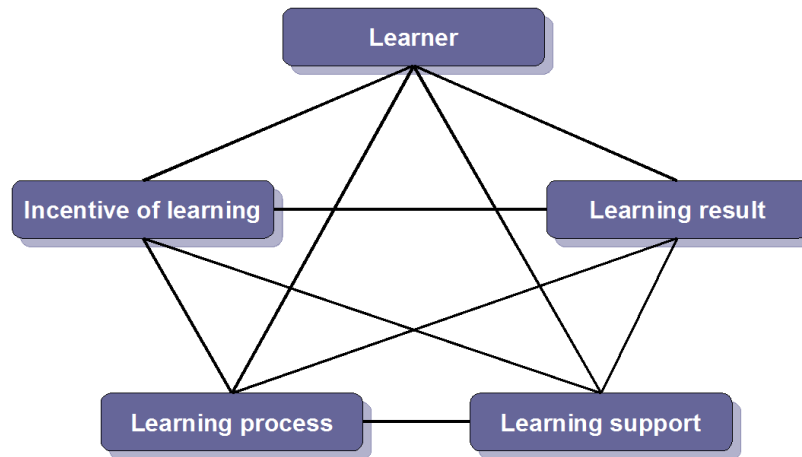 Learner
Incentive of learning
Learning result
Learning process
Learning support